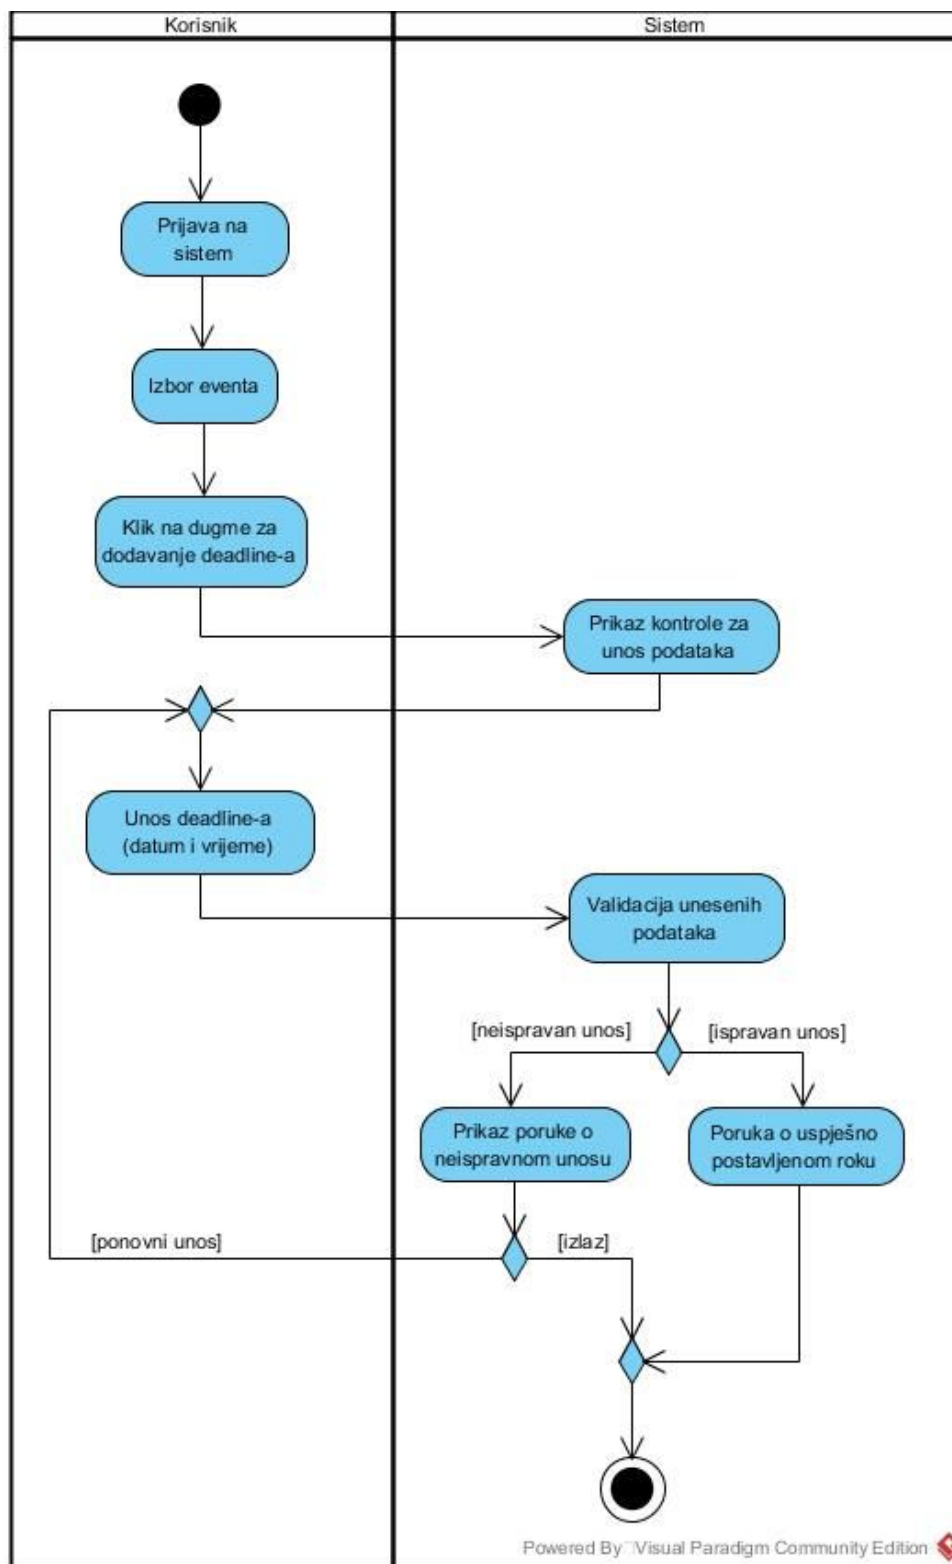 Korisnik
Sistem
Prijava na
sistem
Izbor eventa
Klik na dugme za
dodavanje deadline-a
Prikaz kontrole za
unos podataka
Unos deadline-a
(datum i vrijeme)
Validacija unesenih
podataka
[neispravan unos]
[ispravan unos]
Prikaz poruke o
neispravnom unosu
Poruka o uspješno
postavljenom roku
[ponovni unos]
[izlaz]
Powered By Visual Paradigm Community Edition